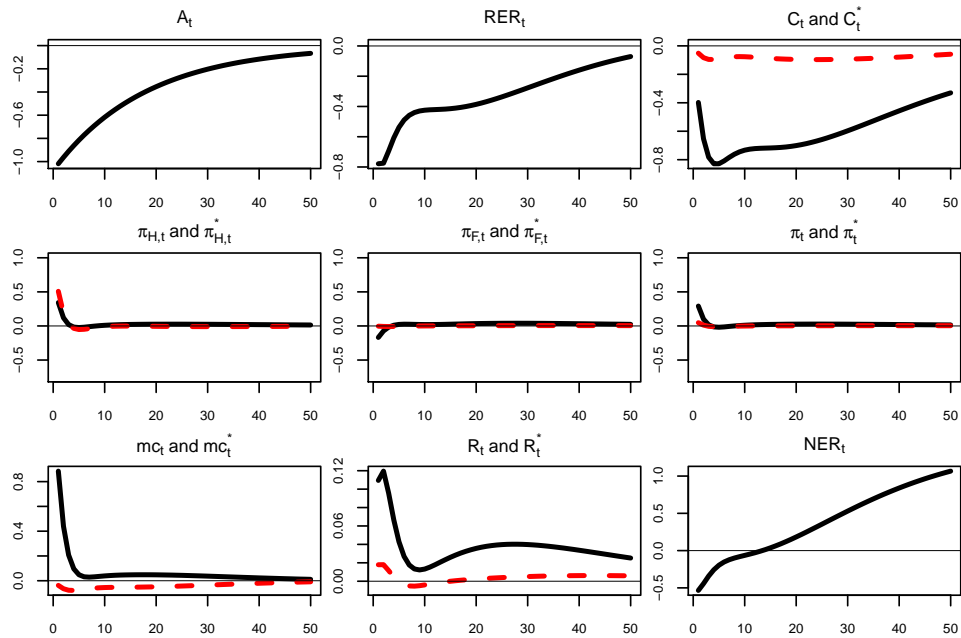 A_t
RER_t
C_t and C_t^*
−0.2
−0.6
−1.0
0 10 20 30 40 50
0.0
−0.4
−0.8
0 10 20 30 40 50
0.0
−0.4
−0.8
0 10 20 30 40 50
π_{H,t} and π_{H,t}^*
π_{F,t} and π_{F,t}^*
π_t and π_t^*
1.0
0.5
0.0
−0.5
0 10 20 30 40 50
1.0
0.5
0.0
−0.5
0 10 20 30 40 50
1.0
0.5
0.0
−0.5
0 10 20 30 40 50
mc_t and mc_t^*
R_t and R_t^*
NER_t
0.8
0.4
0.0
0 10 20 30 40 50
0.12
0.06
0.00
0 10 20 30 40 50
1.0
0.5
0.0
−0.5
0 10 20 30 40 50